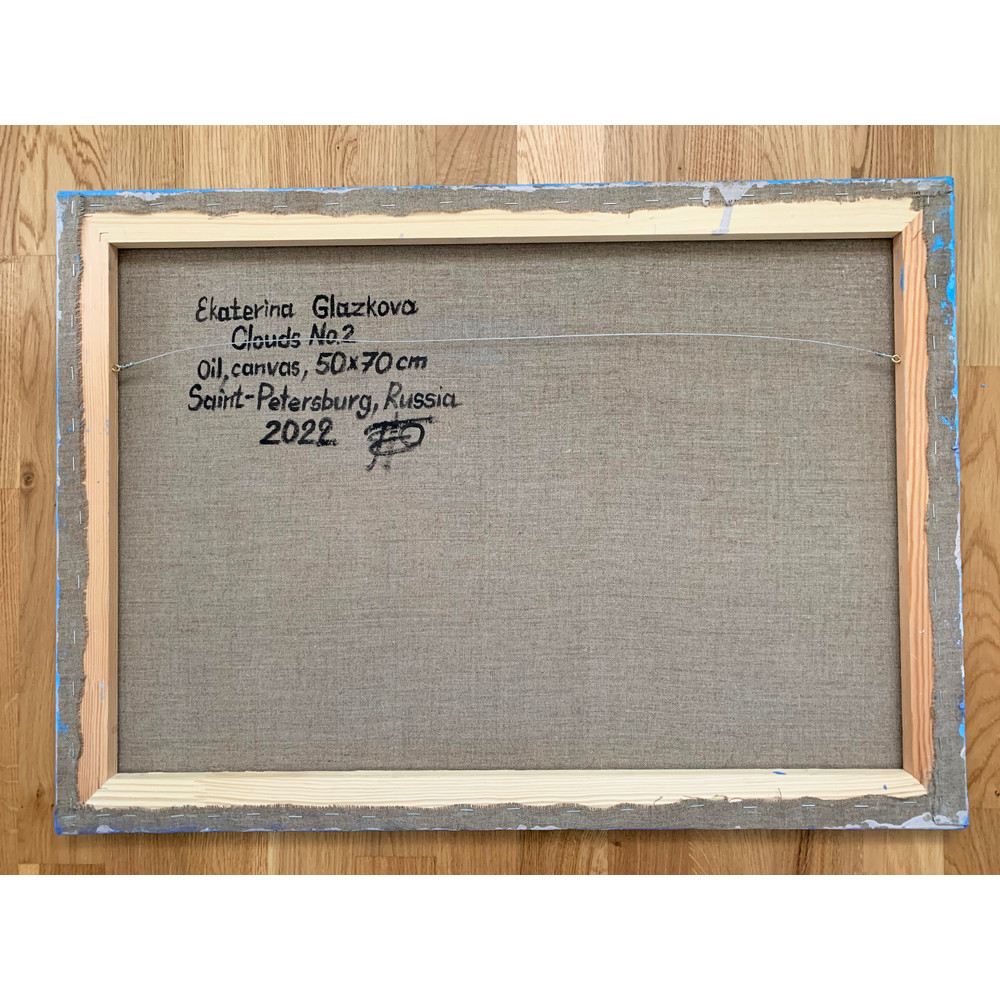 Ekaterina Glazkova
Clouds No.2
Oil, canvas, 50x70 cm
Saint-Petersburg, Russia
2022